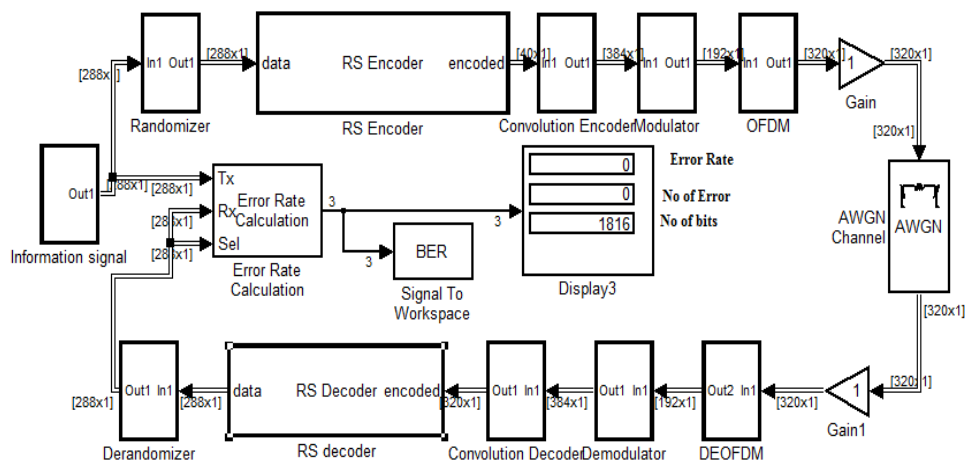 [288x1]
In1 Out1
[288x1]
data RS Encoder encoded
[40x1]
In1 Out1
[384x1]
In1 Out1
[192x1]
In1 Out1
[320x1]
1
[320x1]
Randomizer
RS Encoder
Convolution Encoder
Modulator
OFDM
Gain
[320x1]
Out1
[288x1]
[288x1]
Information signal
Tx
Rx
Sel
Error Rate
Calculation
[288x1]
[288x1]
Error Rate
Calculation
3
3
3
BER
Signal To
Workspace
0
0
1816
Display3
Error Rate
No of Error
No of bits
AWGN
Channel
AWGN
[320x1]
Out1 In1
[288x1]
[288x1]
data RS Decoder encoded
[320x1]
Out1 In1
[384x1]
Out1 In1
[192x1]
Out2 In1
[320x1]
1
[320x1]
Derandomizer
RS decoder
Convolution Decoder
Demodulator
DEOFDM
Gain1